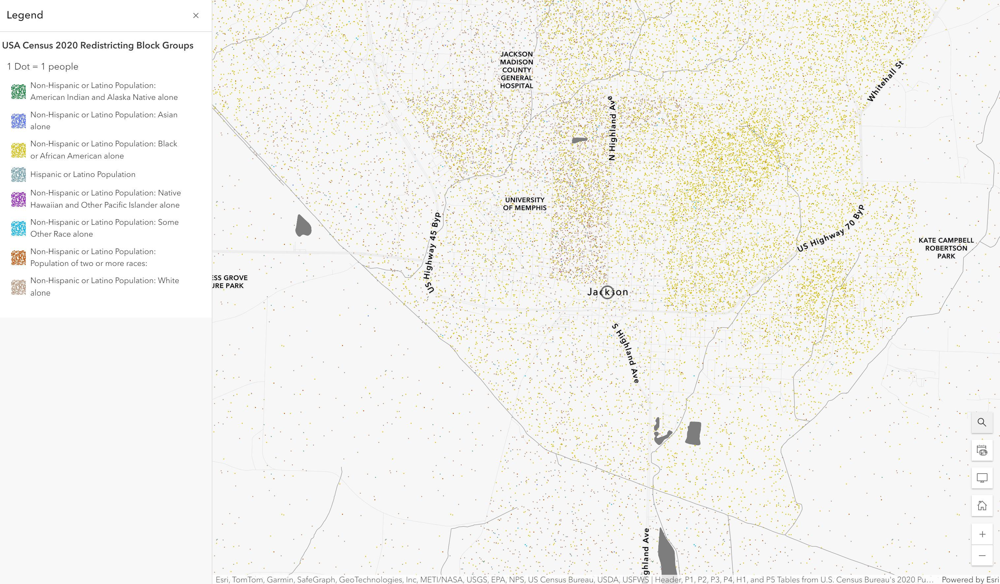 Legend
USA Census 2020 Redistricting Block Groups
1 Dot = 1 people
Non-Hispanic or Latino Population:
American Indian and Alaska Native alone
Non-Hispanic or Latino Population: Asian
alone
Non-Hispanic or Latino Population: Black
or African American alone
Hispanic or Latino Population
Non-Hispanic or Latino Population: Native
Hawaiian and Other Pacific Islander alone
Non-Hispanic or Latino Population: Some
Other Race alone
Non-Hispanic or Latino Population:
Population of two or more races:
Non-Hispanic or Latino Population: White
alone
JACKSON
MADISON
COUNTY
GENERAL
HOSPITAL
Whitehall St
N Highland Ave
UNIVERSITY
OF MEMPHIS
US Highway 45 Byp
US Highway 70 Byp
KATE CAMPBELL
ROBERTSON
PARK
ESS GROVE
URE PARK
Jackson
S Highland Ave
ghland Ave
Esri, TomTom, Garmin, SafeGraph, GeoTechnologies, Inc, METI/NASA, USGS, EPA, NPS, US Census Bureau, USDA, USFWS | Header, P1, P2, P3, P4, H1, and P5 Tables from U.S. Census Bureau's 2020 Pu... Powered by Esri